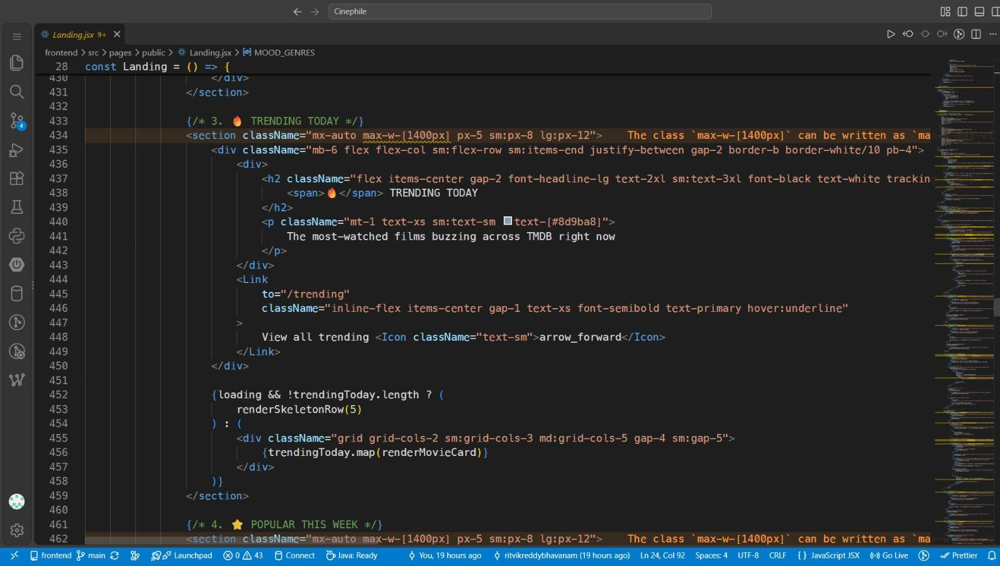 Cinephile
Landing.jsx 9+
frontend > src > pages > public > Landing.jsx > MOOD_GENRES
28 const Landing = () => {
430 </div>
431 </section>
432
433 {/* 3. 🔥 TRENDING TODAY */}
434 <section className="mx-auto max-w-[1400px] px-5 sm:px-8 lg:px-12"> The class `max-w-[1400px]` can be written as `ma
435 <div className="mb-6 flex flex-col sm:flex-row sm:items-end justify-between gap-2 border-b border-white/10 pb-4">
436 <div>
437 <h2 className="flex items-center gap-2 font-headline-lg text-2xl sm:text-3xl font-black text-white trackin
438 <span>🔥</span> TRENDING TODAY
439 </h2>
440 <p className="mt-1 text-xs sm:text-sm text-[#8d9ba8]">
441 The most-watched films buzzing across TMDB right now
442 </p>
443 </div>
444 <Link
445 to="/trending"
446 className="inline-flex items-center gap-1 text-xs font-semibold text-primary hover:underline"
447 >
448 View all trending <Icon className="text-sm">arrow_forward</Icon>
449 </Link>
450 </div>
451
452 {loading && !trendingToday.length ? (
453 renderSkeletonRow(5)
454 ) : (
455 <div className="grid grid-cols-2 sm:grid-cols-3 md:grid-cols-5 gap-4 sm:gap-5">
456 {trendingToday.map(renderMovieCard)}
457 </div>
458 )}
459 </section>
460
461 {/* 4. ⭐ POPULAR THIS WEEK */}
462 <section className="mx-auto max-w-[1400px] px-5 sm:px-8 lg:px-12"> The class `max-w-[1400px]` can be written as `ma
4
frontend main Launchpad 0 43 Connect Java: Ready You, 19 hours ago ritvikreddybhavanam (19 hours ago) Ln 24, Col 92 Spaces: 4 UTF-8 CRLF { } JavaScript JSX Go Live Prettier